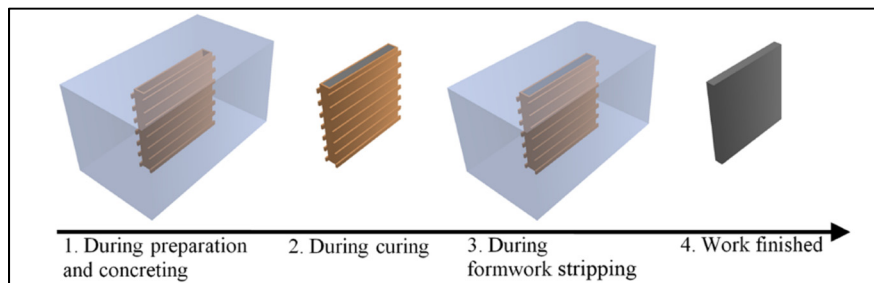 1. During preparation
and concreting
2. During curing
3. During
formwork stripping
4. Work finished